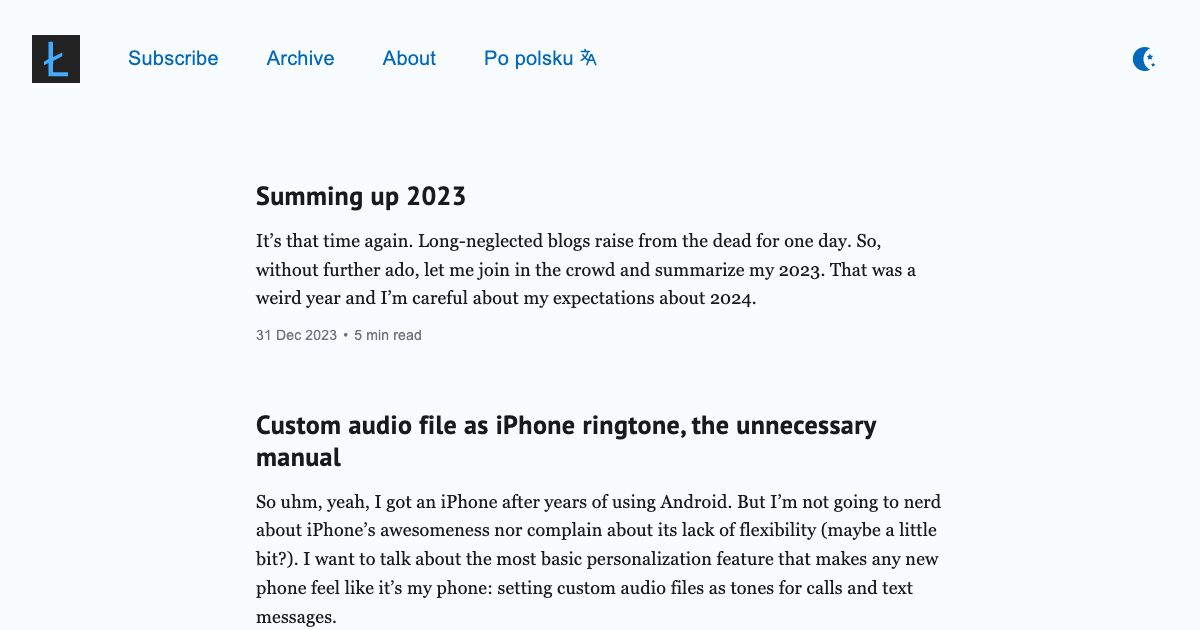 Ł
Subscribe
Archive
About
Po polsku
Summing up 2023
It’s that time again. Long-neglected blogs raise from the dead for one day. So,
without further ado, let me join in the crowd and summarize my 2023. That was a
weird year and I’m careful about my expectations about 2024.
31 Dec 2023 • 5 min read
Custom audio file as iPhone ringtone, the unnecessary
manual
So uhm, yeah, I got an iPhone after years of using Android. But I’m not going to nerd
about iPhone’s awesomeness nor complain about its lack of flexibility (maybe a little
bit?). I want to talk about the most basic personalization feature that makes any new
phone feel like it’s my phone: setting custom audio files as tones for calls and text
messages.